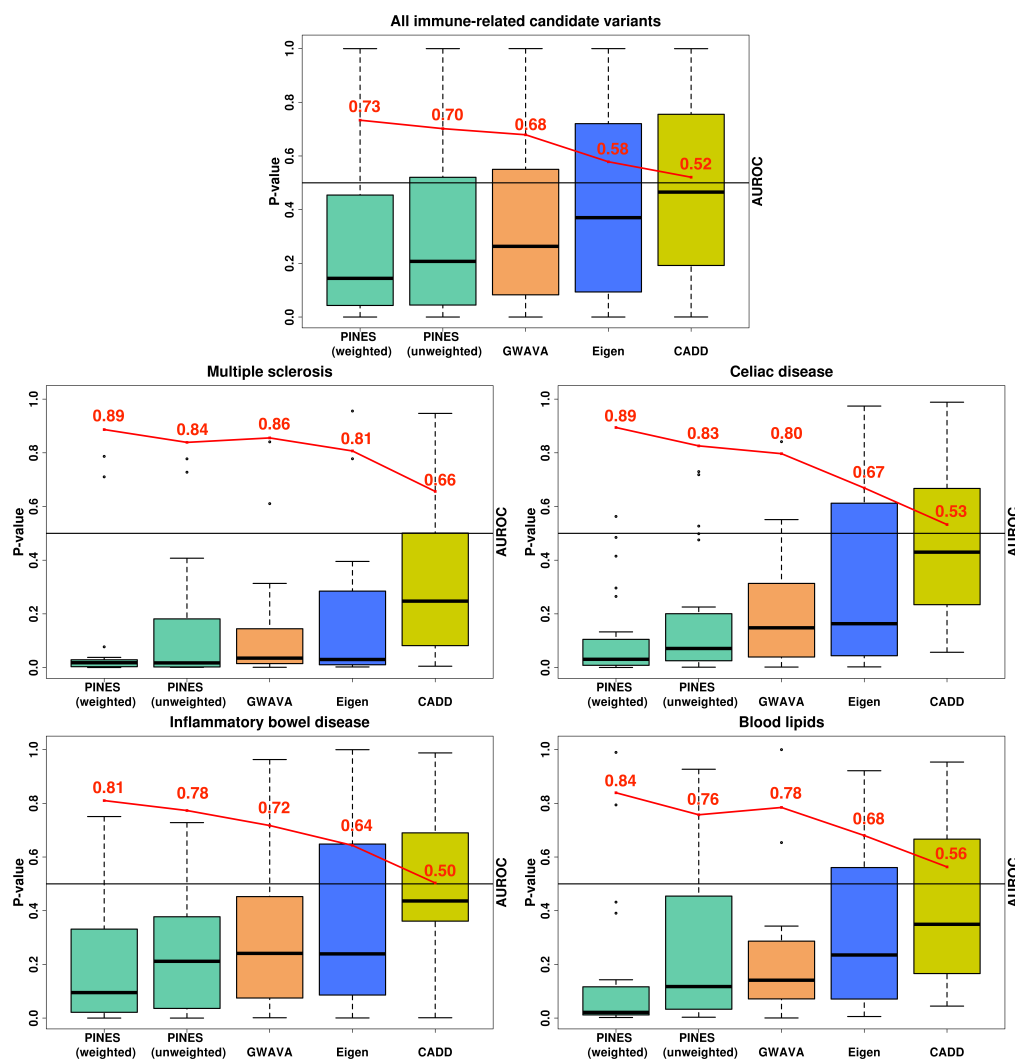 All immune-related candidate variants
P-value
1.0
0.8
0.6
0.4
0.2
0.0
0.73
0.70
0.68
0.58
0.52
AUROC
PINES (weighted)
PINES (unweighted)
GWAVA
Eigen
CADD
Multiple sclerosis
P-value
1.0
0.8
0.6
0.4
0.2
0.0
0.89
0.84
0.86
0.81
0.66
AUROC
PINES (weighted)
PINES (unweighted)
GWAVA
Eigen
CADD
Celiac disease
P-value
1.0
0.8
0.6
0.4
0.2
0.0
0.89
0.83
0.80
0.67
0.53
AUROC
PINES (weighted)
PINES (unweighted)
GWAVA
Eigen
CADD
Inflammatory bowel disease
P-value
1.0
0.8
0.6
0.4
0.2
0.0
0.81
0.78
0.72
0.64
0.50
AUROC
PINES (weighted)
PINES (unweighted)
GWAVA
Eigen
CADD
Blood lipids
P-value
1.0
0.8
0.6
0.4
0.2
0.0
0.84
0.76
0.78
0.68
0.56
AUROC
PINES (weighted)
PINES (unweighted)
GWAVA
Eigen
CADD